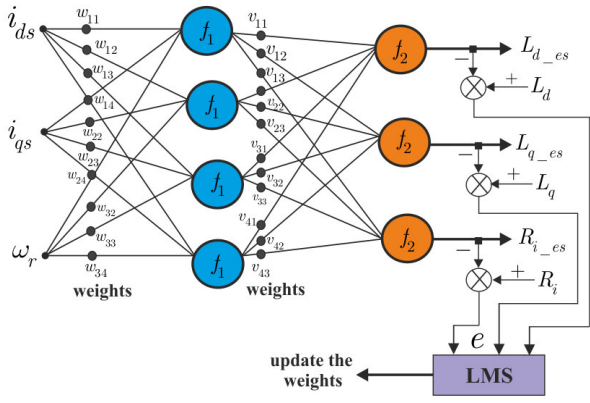 i_ds
i_qs
ω_r
w_11
w_12
w_13
w_14
w_22
w_23
w_24
w_32
w_33
w_34
weights
f_1
f_1
f_1
f_1
v_11
v_12
v_13
v_22
v_23
v_31
v_32
v_33
v_41
v_42
v_43
weights
f_2
f_2
f_2
L_d_es
− + L_d
L_q_es
− + L_q
R_i_es
− + R_i
e
LMS
update the
weights